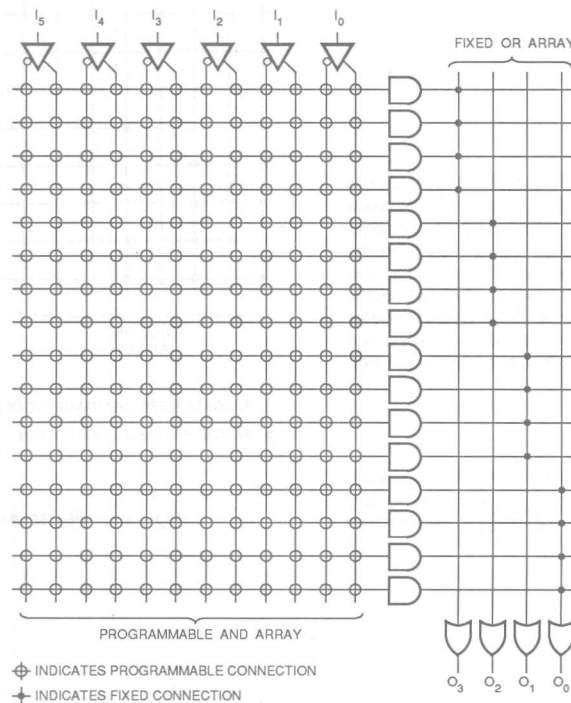 I5 I4 I3 I2 I1 I0
FIXED OR ARRAY
PROGRAMMABLE AND ARRAY
INDICATES PROGRAMMABLE CONNECTION
INDICATES FIXED CONNECTION
O3 O2 O1 O0